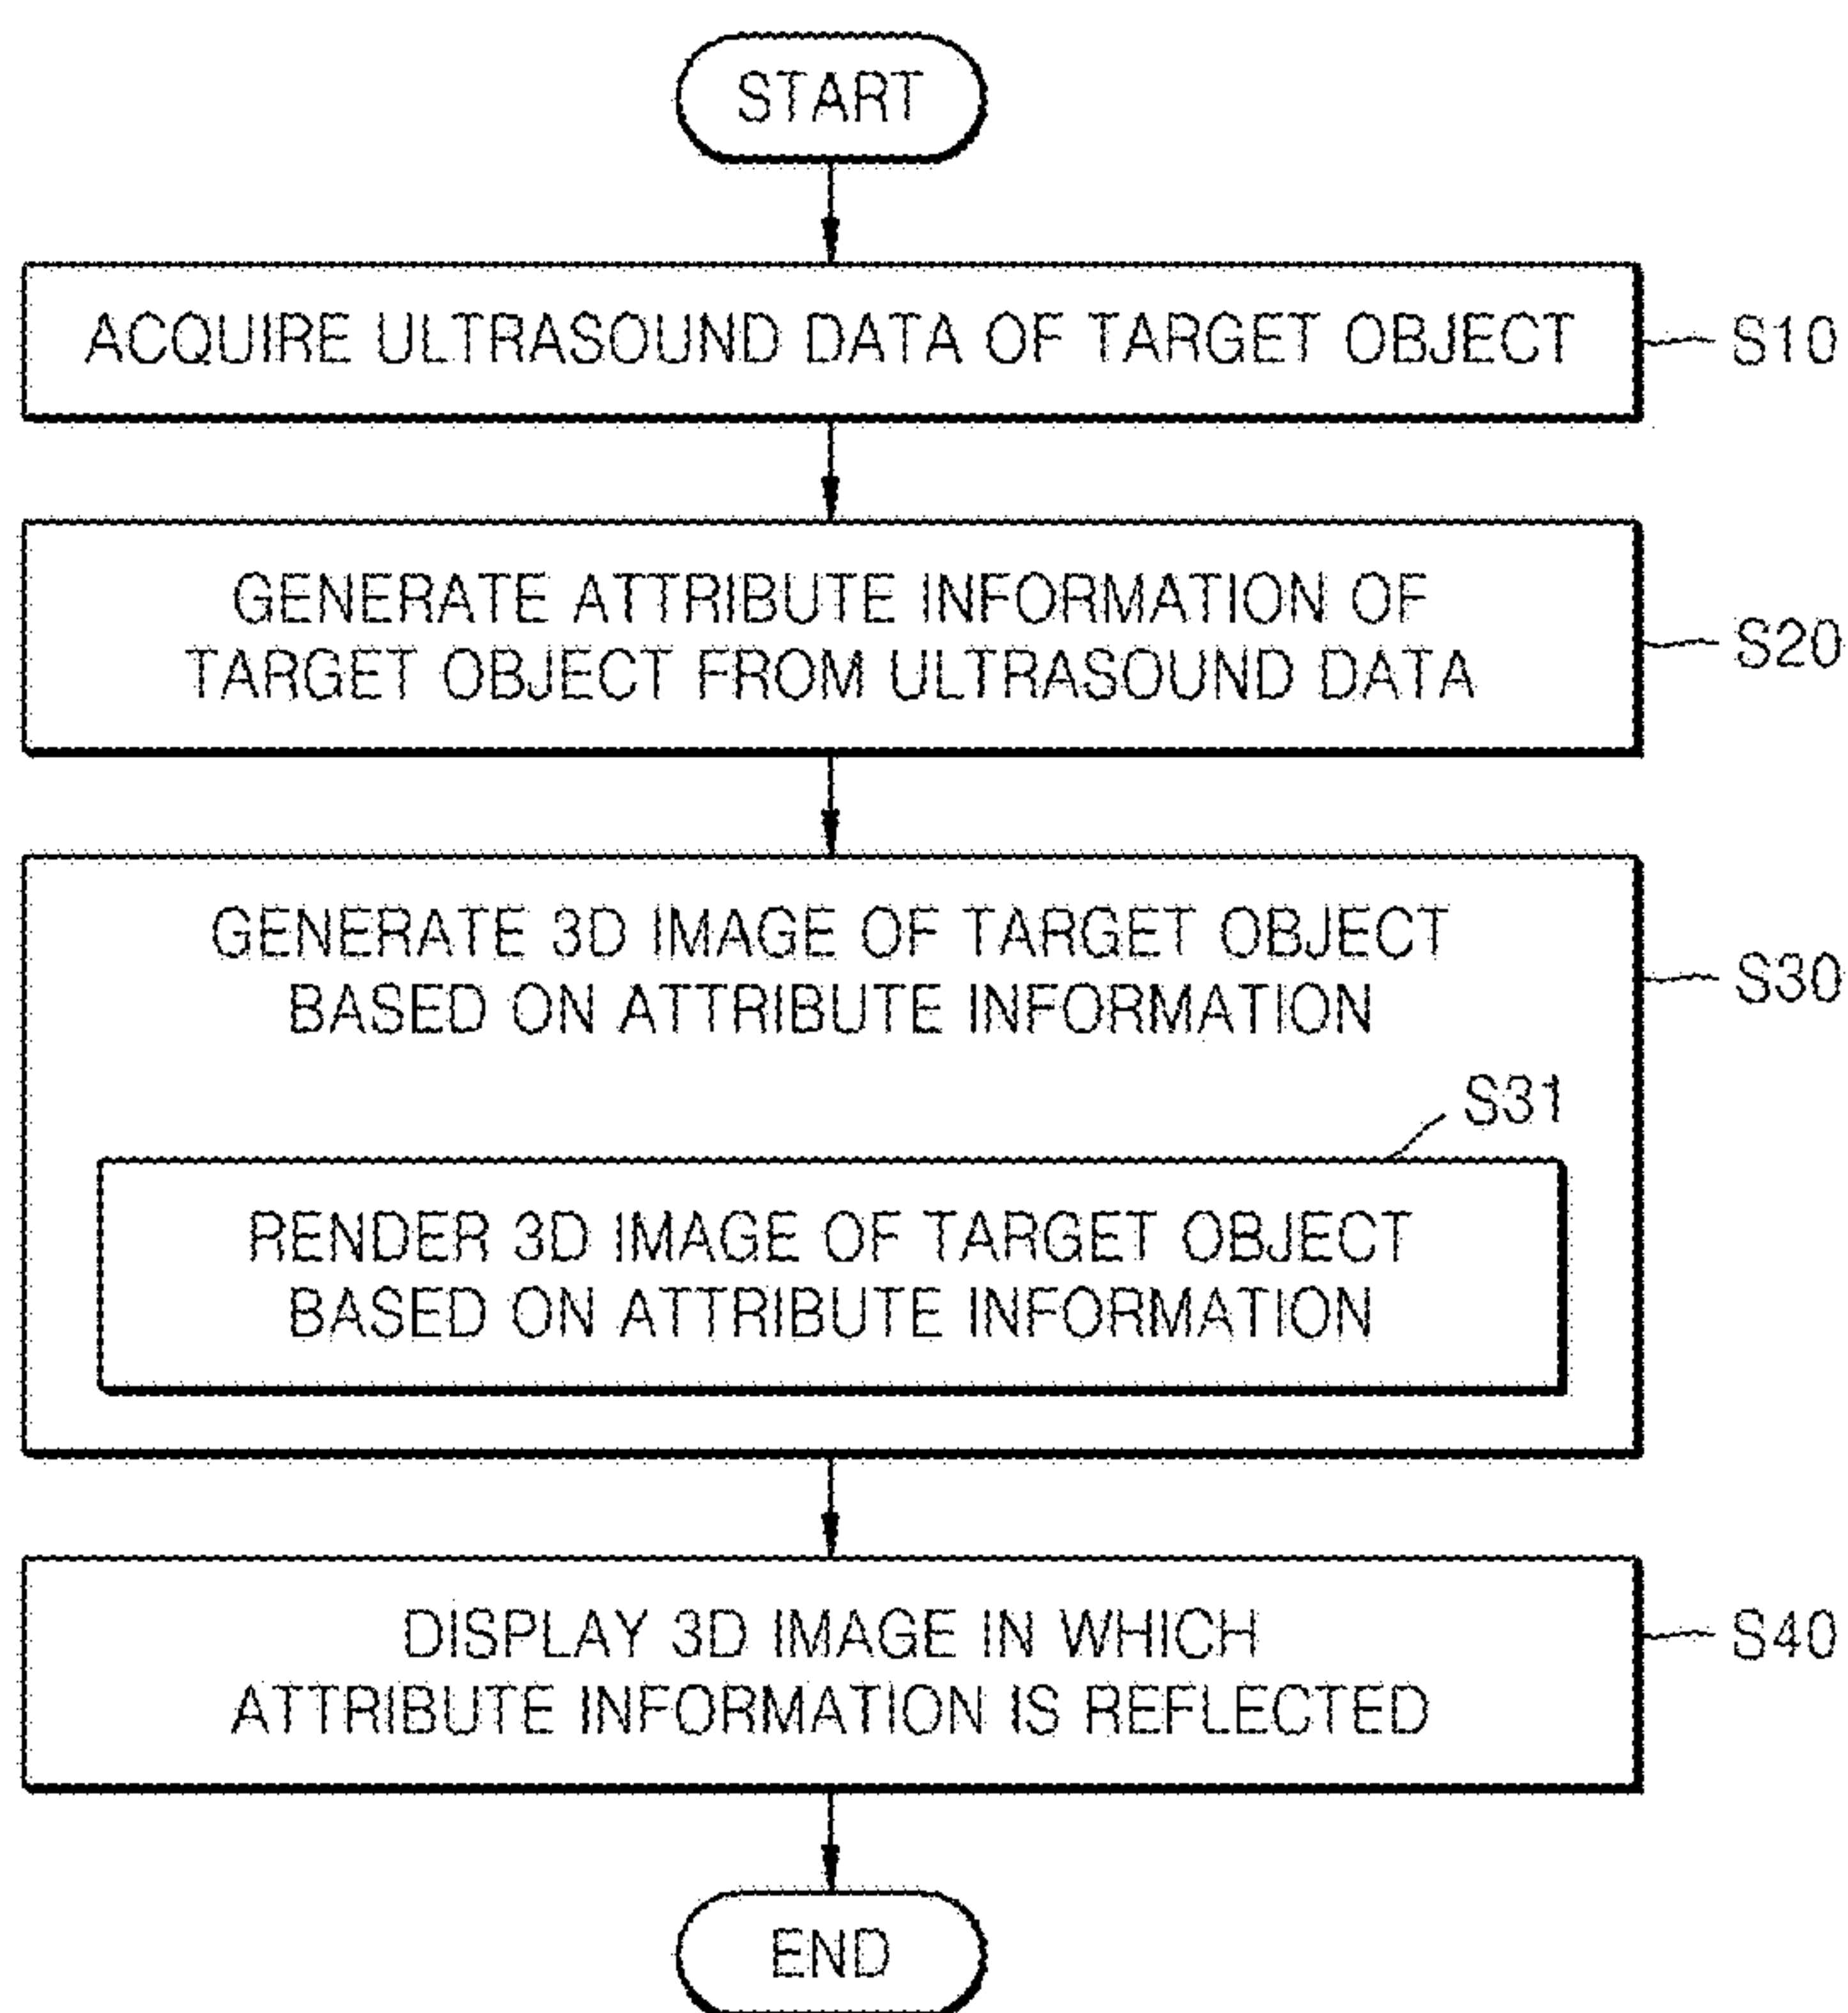 START
ACQUIRE ULTRASOUND DATA OF TARGET OBJECT
S10
GENERATE ATTRIBUTE INFORMATION OF
TARGET OBJECT FROM ULTRASOUND DATA
S20
GENERATE 3D IMAGE OF TARGET OBJECT
BASED ON ATTRIBUTE INFORMATION
S30
S31
RENDER 3D IMAGE OF TARGET OBJECT
BASED ON ATTRIBUTE INFORMATION
DISPLAY 3D IMAGE IN WHICH
ATTRIBUTE INFORMATION IS REFLECTED
S40
END